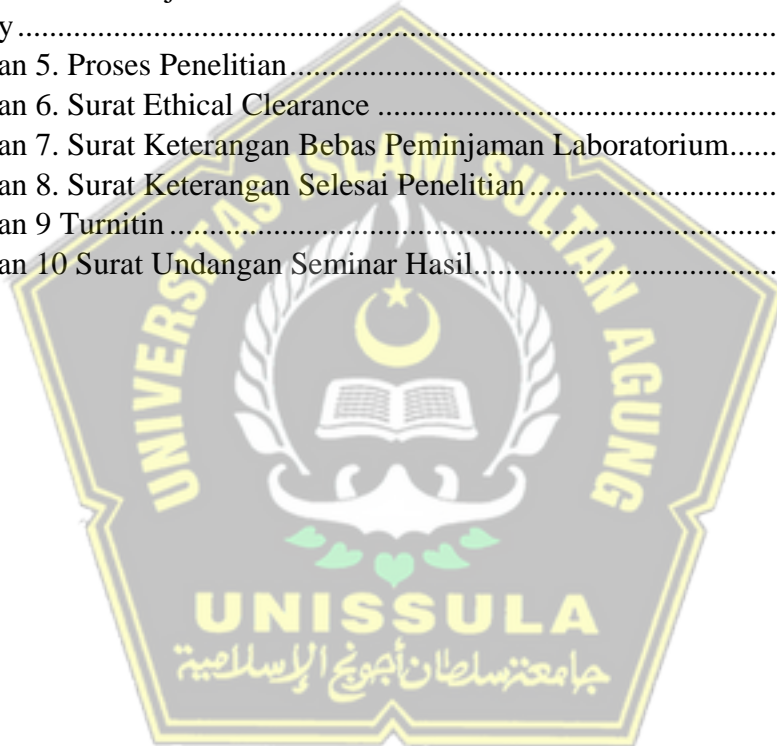 y
an 5. Proses Penelitian
an 6. Surat Ethical Clearance
an 7. Surat Keterangan Bebas Peminjaman Laboratorium
an 8. Surat Keterangan Selesai Penelitian
an 9 Turnitin
an 10 Surat Undangan Seminar Hasil
UNIVERSITAS ISLAM SULTAN AGUNG
UNISSULA
جامعة سلطان أجونج الإسلامية